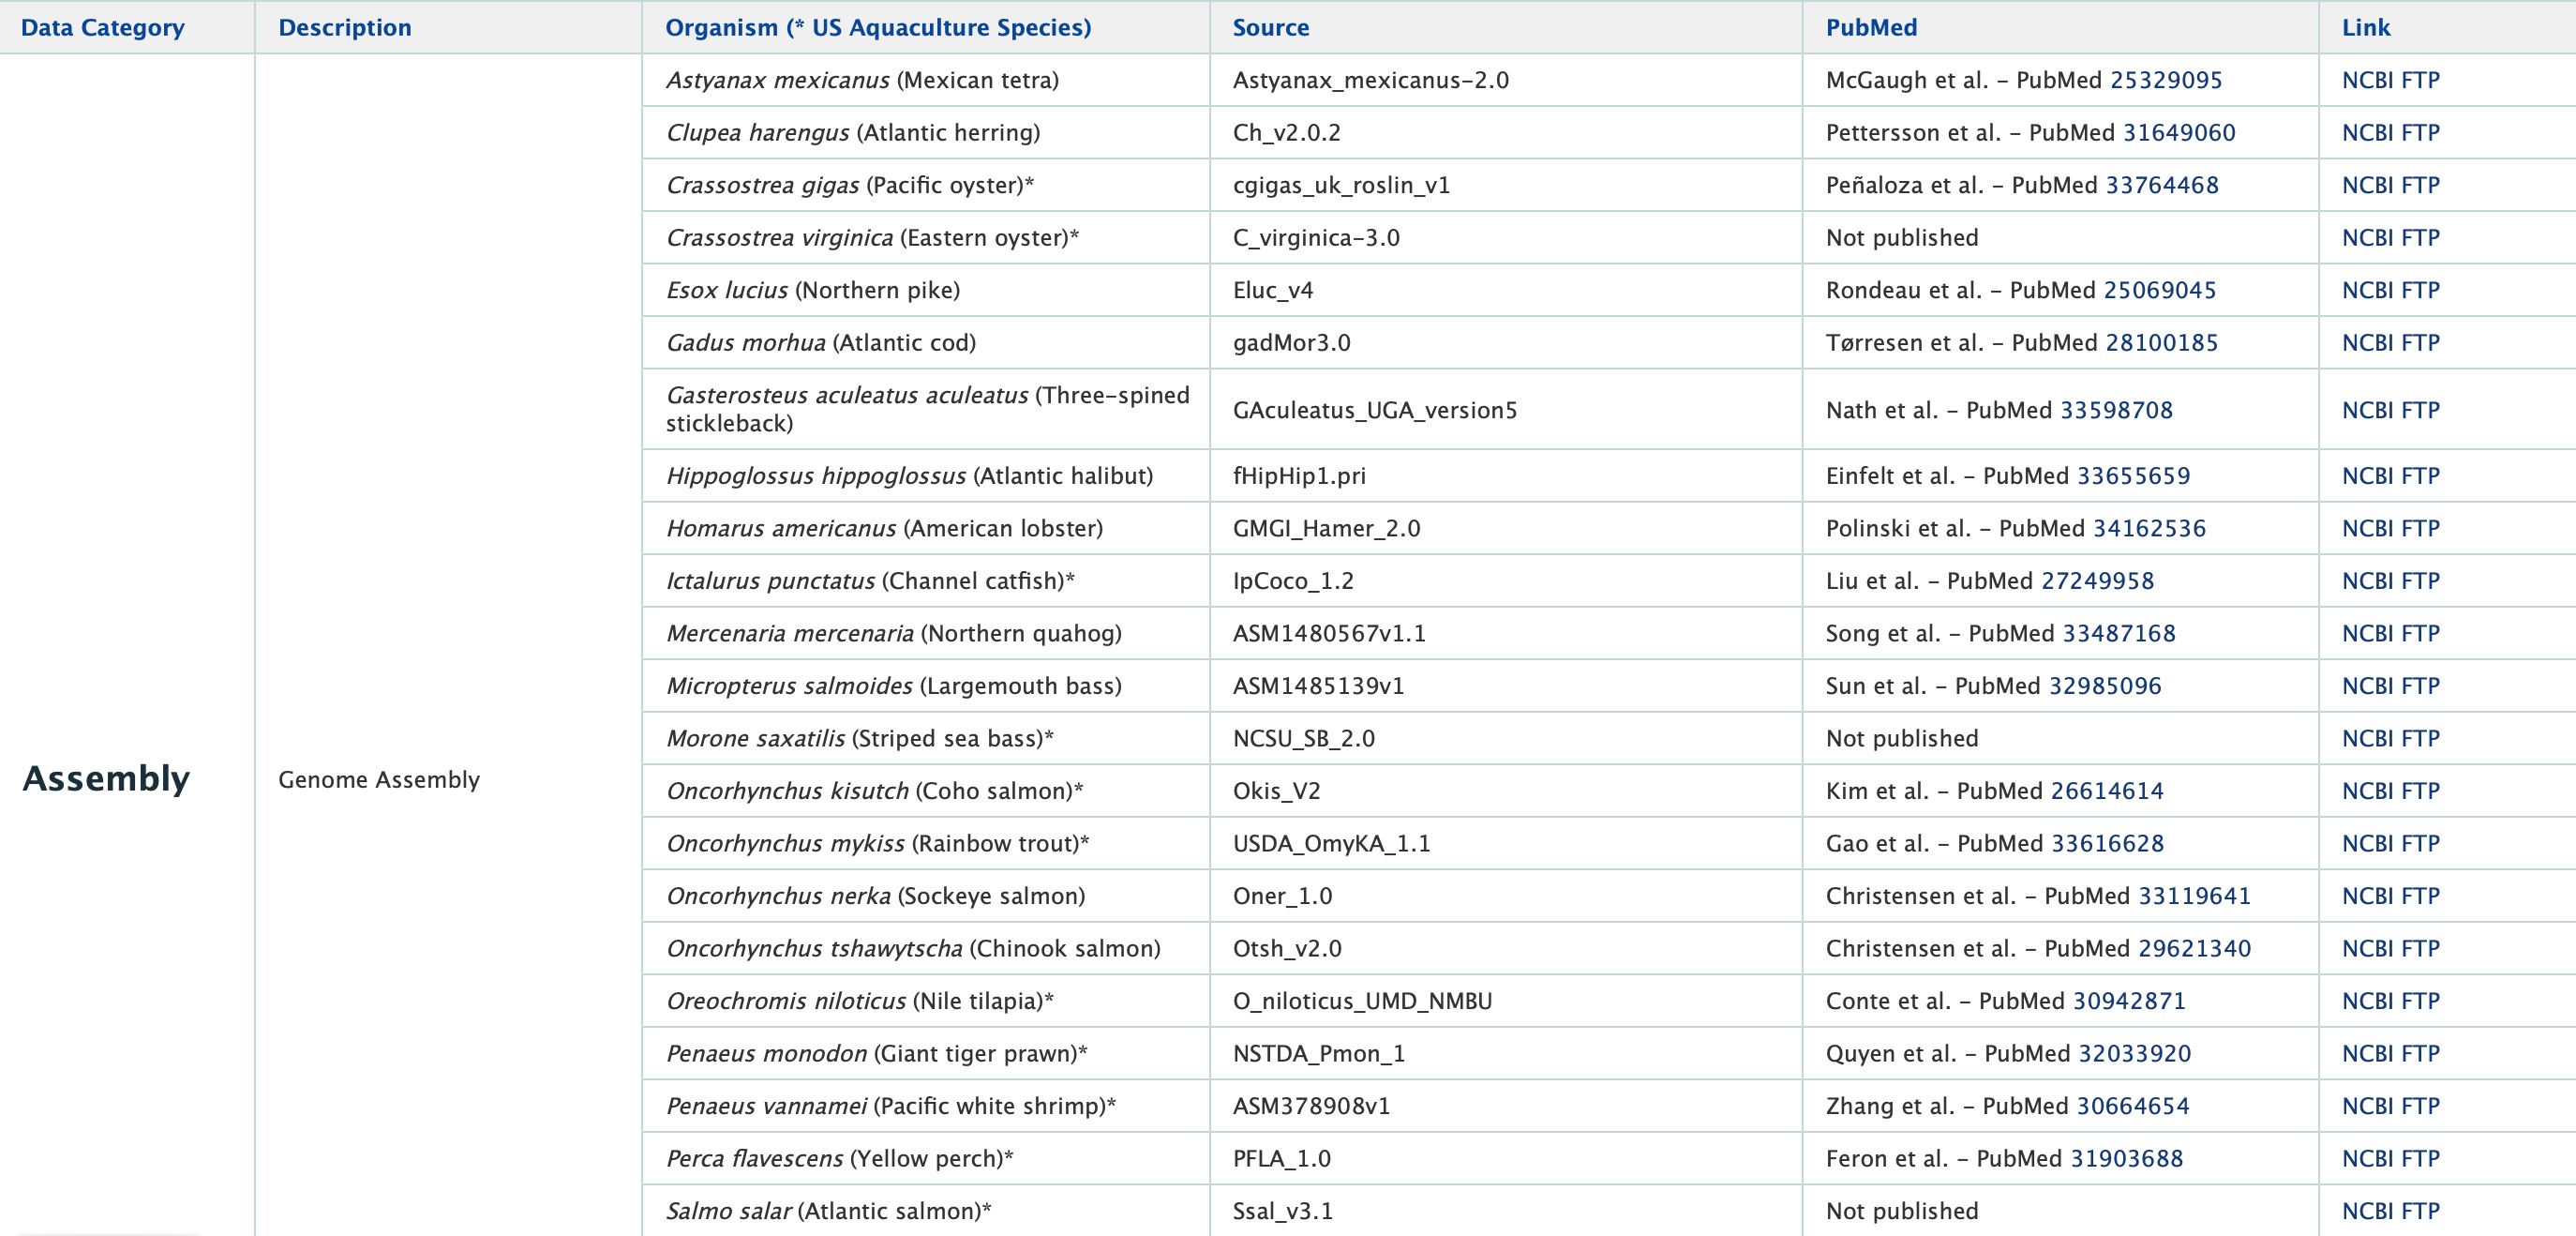 Data Category Description Organism (* US Aquaculture Species) Source PubMed Link
Astyanax mexicanus (Mexican tetra) Astyanax_mexicanus-2.0 McGaugh et al. – PubMed 25329095 NCBI FTP
Clupea harengus (Atlantic herring) Ch_v2.0.2 Pettersson et al. – PubMed 31649060 NCBI FTP
Crassostrea gigas (Pacific oyster)* cgigas_uk_roslin_v1 Peñaloza et al. – PubMed 33764468 NCBI FTP
Crassostrea virginica (Eastern oyster)* C_virginica-3.0 Not published NCBI FTP
Esox lucius (Northern pike) Eluc_v4 Rondeau et al. – PubMed 25069045 NCBI FTP
Gadus morhua (Atlantic cod) gadMor3.0 Tørresen et al. – PubMed 28100185 NCBI FTP
Gasterosteus aculeatus aculeatus (Three-spined
stickleback) GAculeatus_UGA_version5 Nath et al. – PubMed 33598708 NCBI FTP
Hippoglossus hippoglossus (Atlantic halibut) fHipHip1.pri Einfelt et al. – PubMed 33655659 NCBI FTP
Homarus americanus (American lobster) GMGI_Hamer_2.0 Polinski et al. – PubMed 34162536 NCBI FTP
Ictalurus punctatus (Channel catfish)* IpCoco_1.2 Liu et al. – PubMed 27249958 NCBI FTP
Mercenaria mercenaria (Northern quahog) ASM1480567v1.1 Song et al. – PubMed 33487168 NCBI FTP
Micropterus salmoides (Largemouth bass) ASM1485139v1 Sun et al. – PubMed 32985096 NCBI FTP
Morone saxatilis (Striped sea bass)* NCSU_SB_2.0 Not published NCBI FTP
Assembly Genome Assembly Oncorhynchus kisutch (Coho salmon)* Okis_V2 Kim et al. – PubMed 26614614 NCBI FTP
Oncorhynchus mykiss (Rainbow trout)* USDA_OmyKA_1.1 Gao et al. – PubMed 33616628 NCBI FTP
Oncorhynchus nerka (Sockeye salmon) Oner_1.0 Christensen et al. – PubMed 33119641 NCBI FTP
Oncorhynchus tshawytscha (Chinook salmon) Otsh_v2.0 Christensen et al. – PubMed 29621340 NCBI FTP
Oreochromis niloticus (Nile tilapia)* O_niloticus_UMD_NMBU Conte et al. – PubMed 30942871 NCBI FTP
Penaeus monodon (Giant tiger prawn)* NSTDA_Pmon_1 Quyen et al. – PubMed 32033920 NCBI FTP
Penaeus vannamei (Pacific white shrimp)* ASM378908v1 Zhang et al. – PubMed 30664654 NCBI FTP
Perca flavescens (Yellow perch)* PFLA_1.0 Feron et al. – PubMed 31903688 NCBI FTP
Salmo salar (Atlantic salmon)* Ssal_v3.1 Not published NCBI FTP